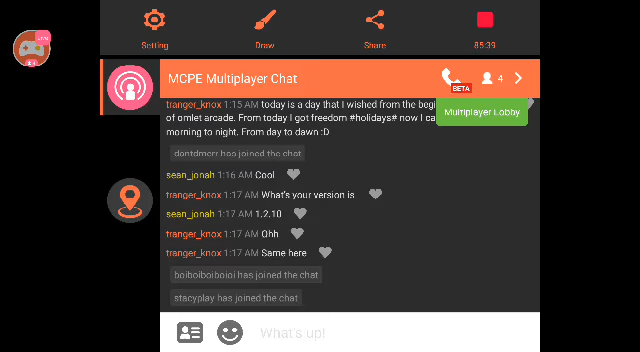 LIVE
Setting Draw Share 85:39
MCPE Multiplayer Chat
BETA
4
Multiplayer Lobby
tranger_knox 1:15 AM today is a day that I wished from the
of omlet arcade. From today I got freedom #holidays# now I
morning to night. From day to dawn :D
dontdmcrr has joined the chat
sean_jonah 1:16 AM Cool
tranger_knox 1:17 AM What's your version is
sean_jonah 1:17 AM 1.2.10
tranger_knox 1:17 AM Ohh
tranger_knox 1:17 AM Same here
boiboiboiboioi has joined the chat
stacyplay has joined the chat
What's up!